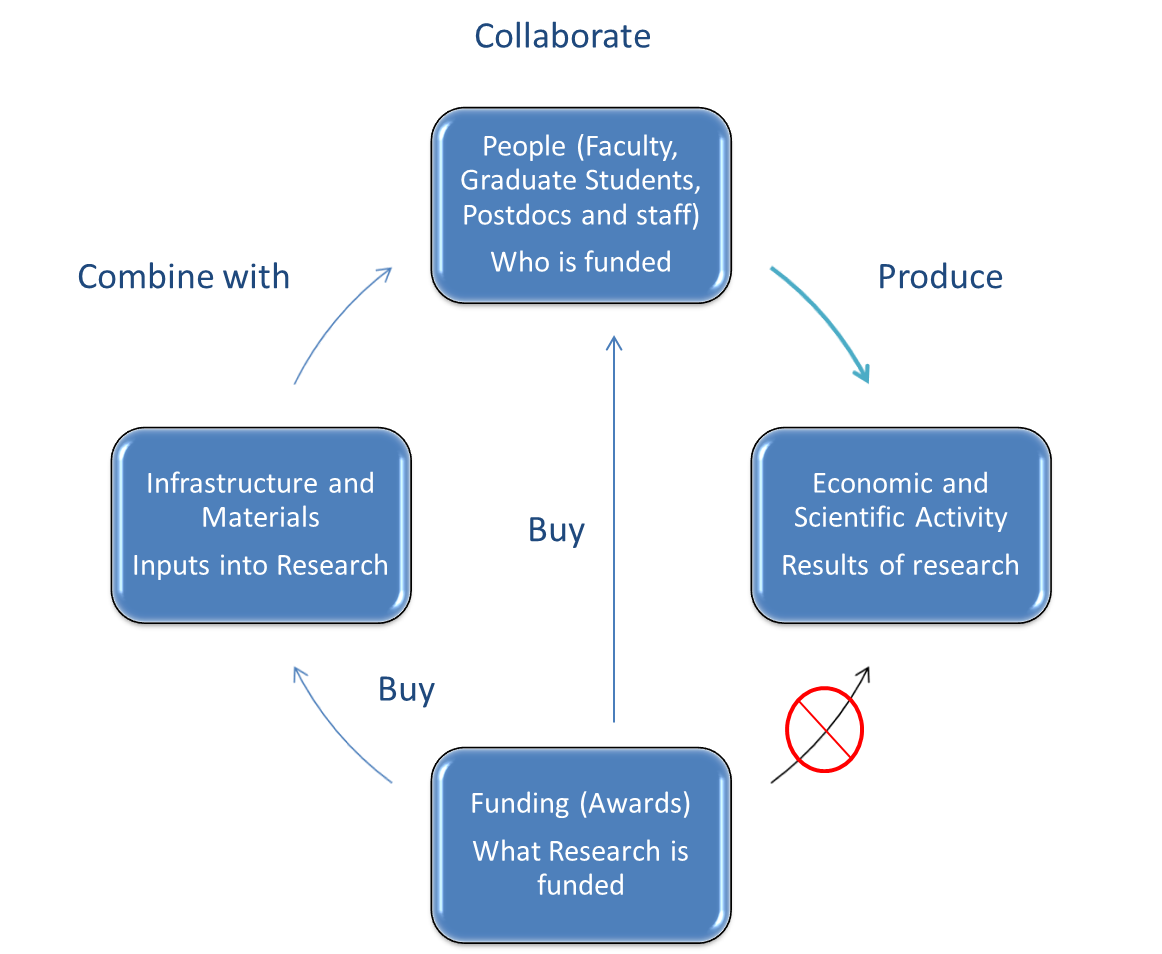 Collaborate
People (Faculty,
Graduate Students,
Postdocs and staff)
Who is funded
Combine with
Produce
Infrastructure and
Materials
Inputs into Research
Buy
Economic and
Scientific Activity
Results of research
Buy
Funding (Awards)
What Research is
funded